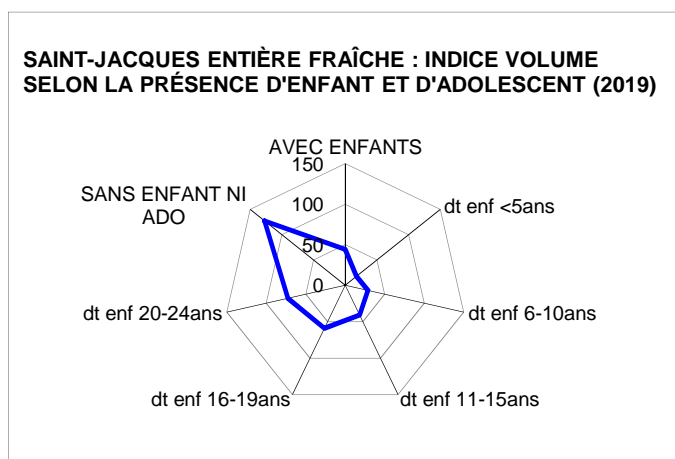 SAINT-JACQUES ENTIÈRE FRAÎCHE : INDICE VOLUME
SELON LA PRÉSENCE D'ENFANT ET D'ADOLESCENT (2019)
AVEC ENFANTS
150
100
50
0
dt enf <5ans
dt enf 6-10ans
dt enf 11-15ans
dt enf 16-19ans
dt enf 20-24ans
SANS ENFANT NI
ADO